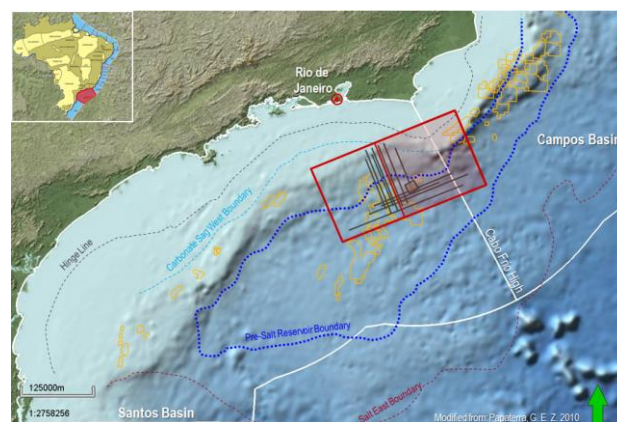 Rio de
Janeiro
Campos Basin
Hinge Line
Carbonate Sag West Boundary
Cabo Frio High
Pre-Salt Reservoir Boundary
Salt East Boundary
125000m
1:2758256
Santos Basin
Modified from: Papaterra, G. E. Z. 2010